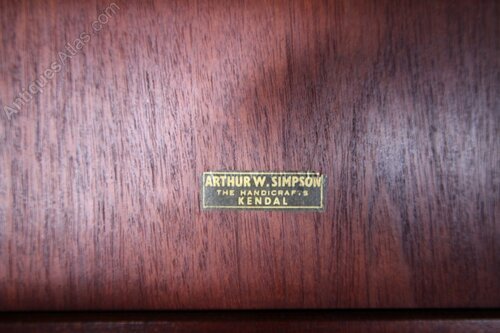 AntiquesAtlas.com
ARTHUR W. SIMPSON
THE HANDICRAFTS
KENDAL